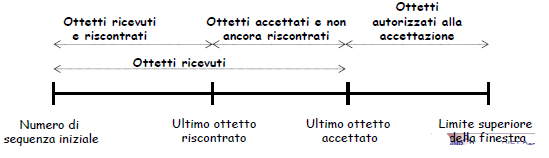 Ottetti ricevuti
e riscontrati
Ottetti accettati e non
ancora riscontrati
Ottetti
autorizzati alla
accettazione
Ottetti ricevuti
Numero di
sequenza iniziale
Ultimo ottetto
riscontrato
Ultimo ottetto
accettato
Limite superiore
della finestra